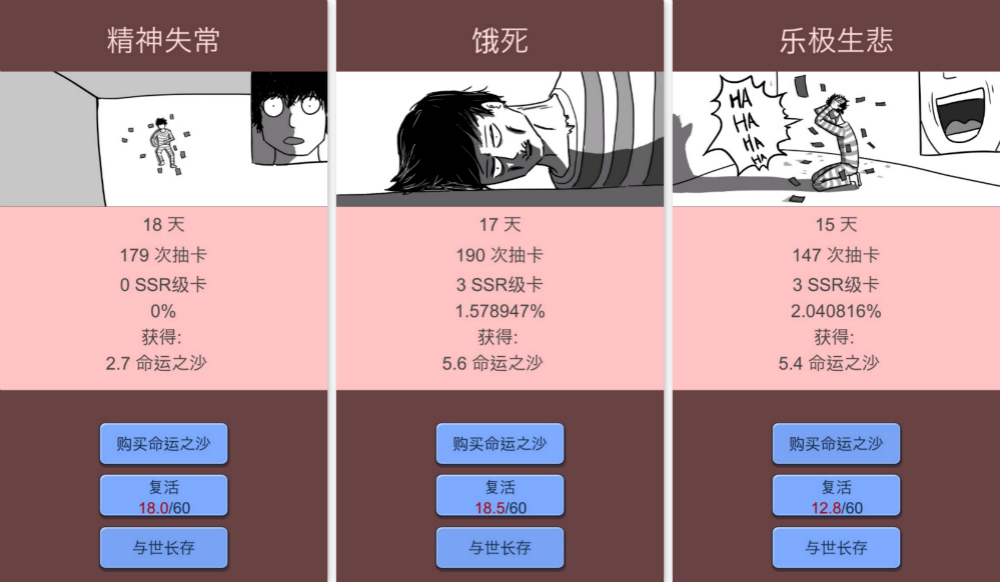 精神失常
18 天
179 次抽卡
0 SSR级卡
0%
获得:
2.7 命运之沙
购买命运之沙
复活
18.0/60
与世长存
饿死
17 天
190 次抽卡
3 SSR级卡
1.578947%
获得:
5.6 命运之沙
购买命运之沙
复活
18.5/60
与世长存
乐极生悲
HA
HA
HA
HA
15 天
147 次抽卡
3 SSR级卡
2.040816%
获得:
5.4 命运之沙
购买命运之沙
复活
12.8/60
与世长存